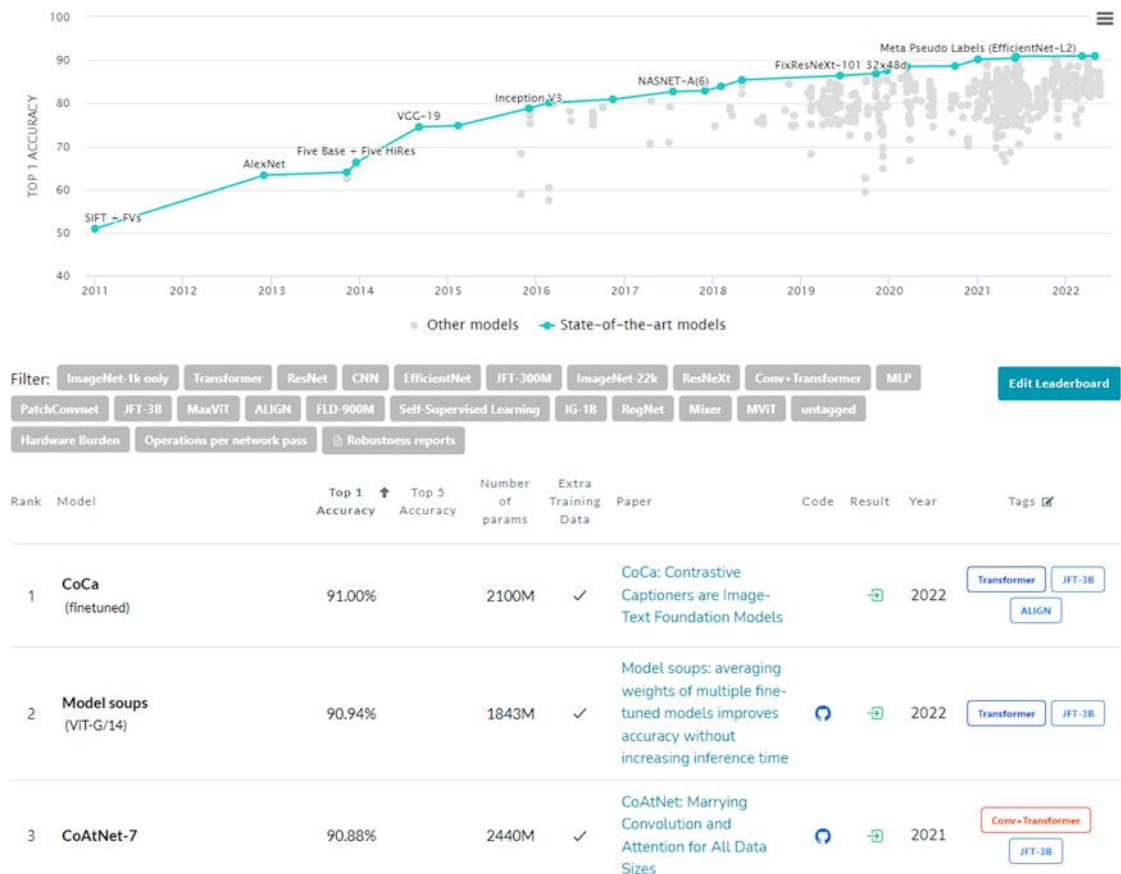 100
90
80
70
60
50
40
TOP 1 ACCURACY
SIFT + FVs
AlexNet
Five Base + Five HiRes
VGG-19
Inception V3
NASNET-A(6)
FixResNeXt-101 32x48d
Meta Pseudo Labels (EfficientNet-L2)
2011 2012 2013 2014 2015 2016 2017 2018 2019 2020 2021 2022
Other models State-of-the-art models
Filter: ImageNet-1k only Transformer ResNet CNN EfficientNet JFT-300M ImageNet-22k ResNeXt Conv+Transformer MLP
Edit Leaderboard
PatchConvnet JFT-3B MaxViT ALIGN FLD-900M Self-Supervised Learning IG-1B RegNet Mixer MViT untagged
Hardware Burden Operations per network pass Robustness reports
Rank Model
Top 1
Accuracy
Top 5
Accuracy
Number
of
params
Extra
Training
Data
Paper Code Result Year Tags
1
CoCa
(finetuned)
91.00% 2100M ✓
CoCa: Contrastive
Captioners are Image-
Text Foundation Models
2022
Transformer JFT-3B
ALIGN
2
Model soups
(ViT-G/14)
90.94% 1843M ✓
Model soups: averaging
weights of multiple fine-
tuned models improves
accuracy without
increasing inference time
2022
Transformer JFT-3B
3
CoAtNet-7
90.88% 2440M ✓
CoAtNet: Marrying
Convolution and
Attention for All Data
Sizes
2021
Conv+Transformer
JFT-3B